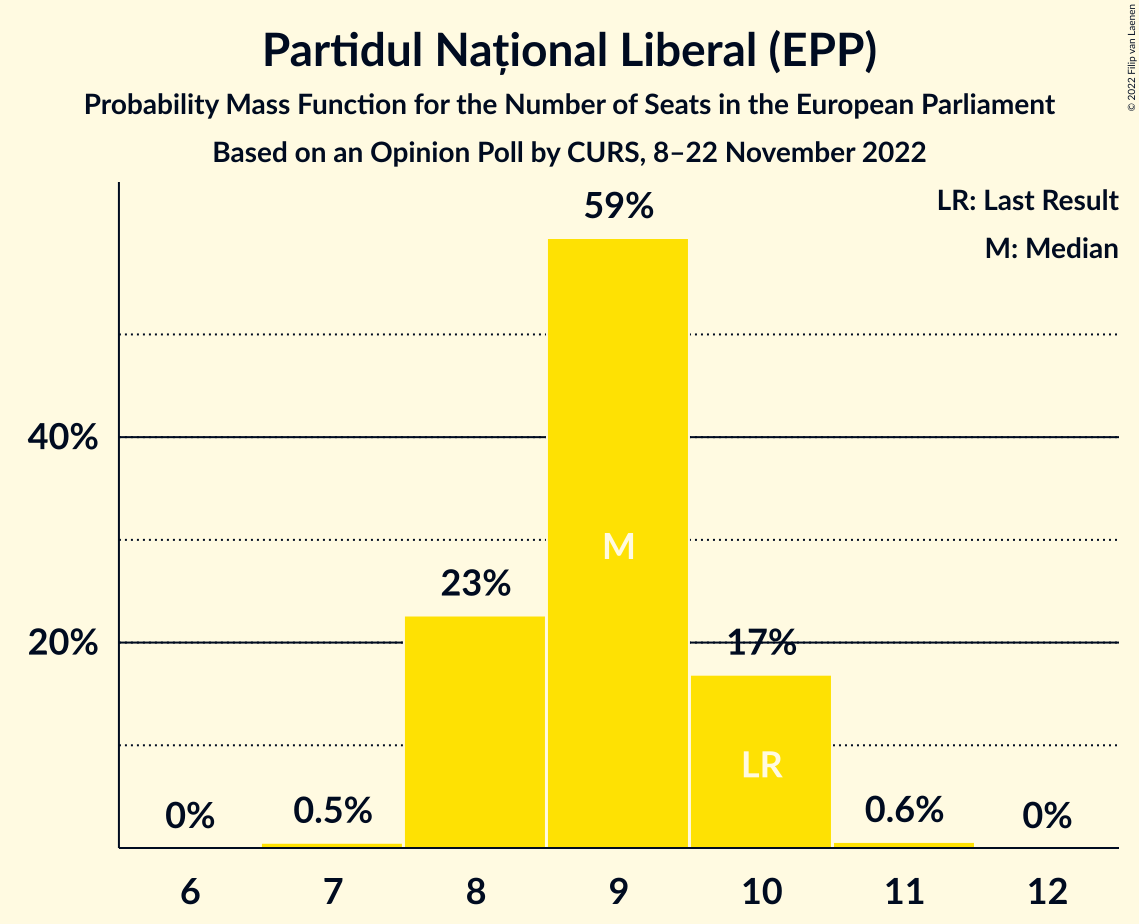 Partidul Național Liberal (EPP)
Probability Mass Function for the Number of Seats in the European Parliament
Based on an Opinion Poll by CURS, 8–22 November 2022
© 2022 Filip van Laenen
LR: Last Result
M: Median
59%
40%
M
23%
20%
17%
LR
0%
0.5%
0.6%
0%
6 7 8 9 10 11 12